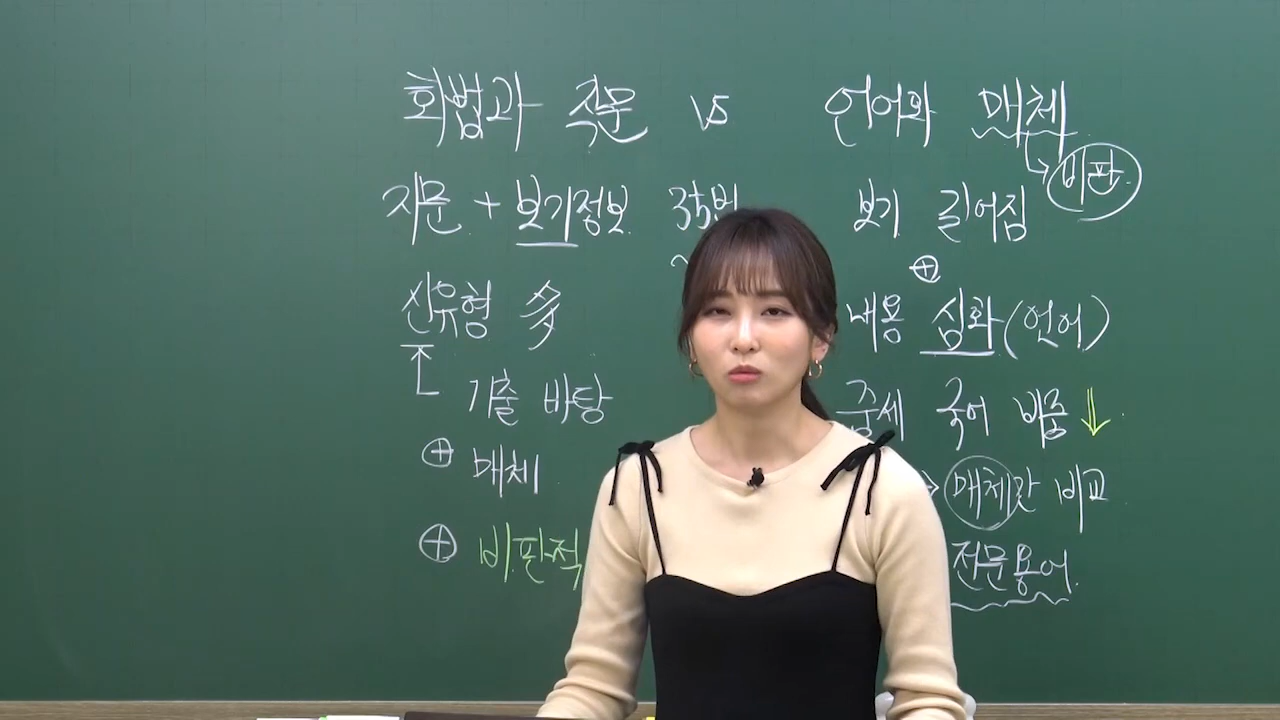 화법과 작문 vs 언어와 매체
→ 비판
지문 + 보기정보 35번
보기 길어짐
⊕
신유형 多
내용 심화 (언어)
기출 바탕
중세 국어 비중 ↓
⊕ 매체
→ 매체란 비교
⊕ 비판적
전문용어